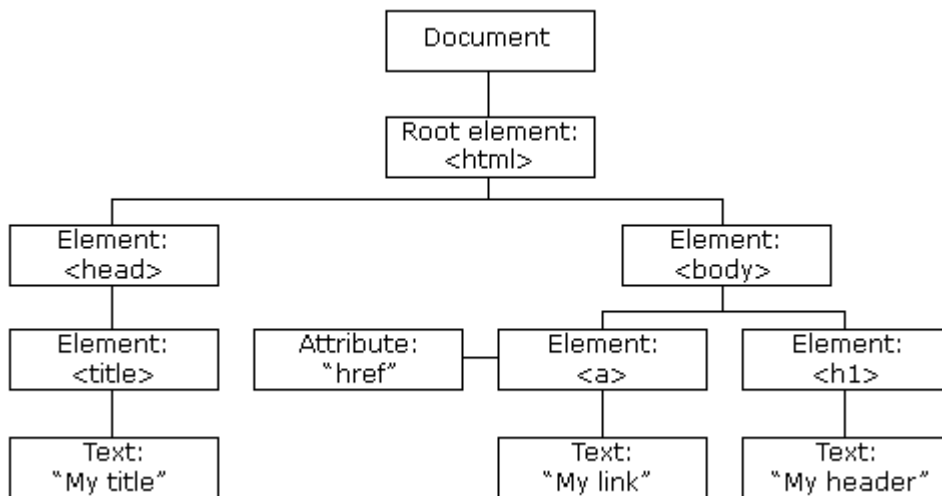 Document
Root element:
<html>
Element:
<head>
Element:
<body>
Element:
<title>
Attribute:
“href”
Element:
<a>
Element:
<h1>
Text:
“My title”
Text:
“My link”
Text:
“My header”